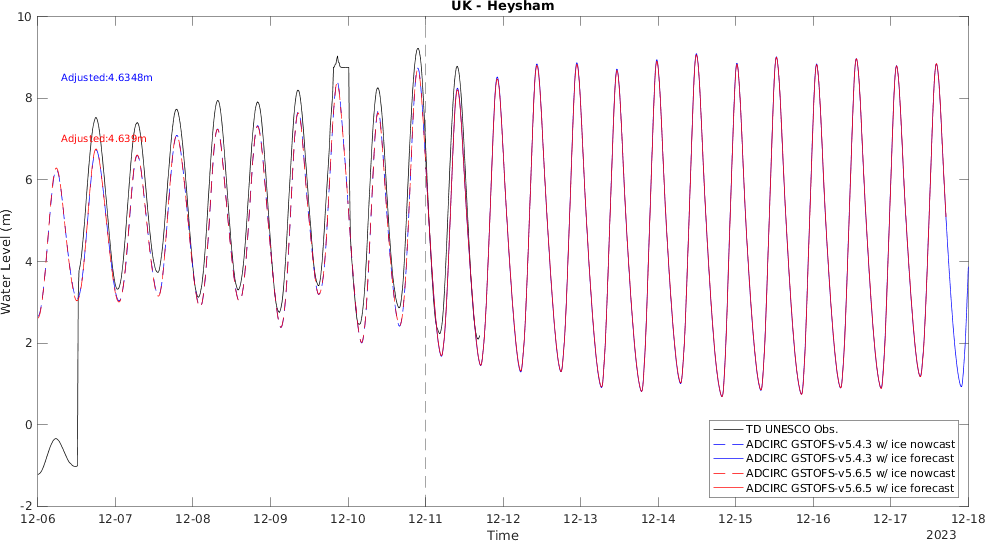 UK - Heysham
10
8
6
4
2
0
-2
Water Level (m)
Adjusted:4.6348m
Adjusted:4.639m
TD UNESCO Obs.
ADCIRC GSTOFS-v5.4.3 w/ ice nowcast
ADCIRC GSTOFS-v5.4.3 w/ ice forecast
ADCIRC GSTOFS-v5.6.5 w/ ice nowcast
ADCIRC GSTOFS-v5.6.5 w/ ice forecast
12-06 12-07 12-08 12-09 12-10 12-11 12-12 12-13 12-14 12-15 12-16 12-17 12-18
Time
2023